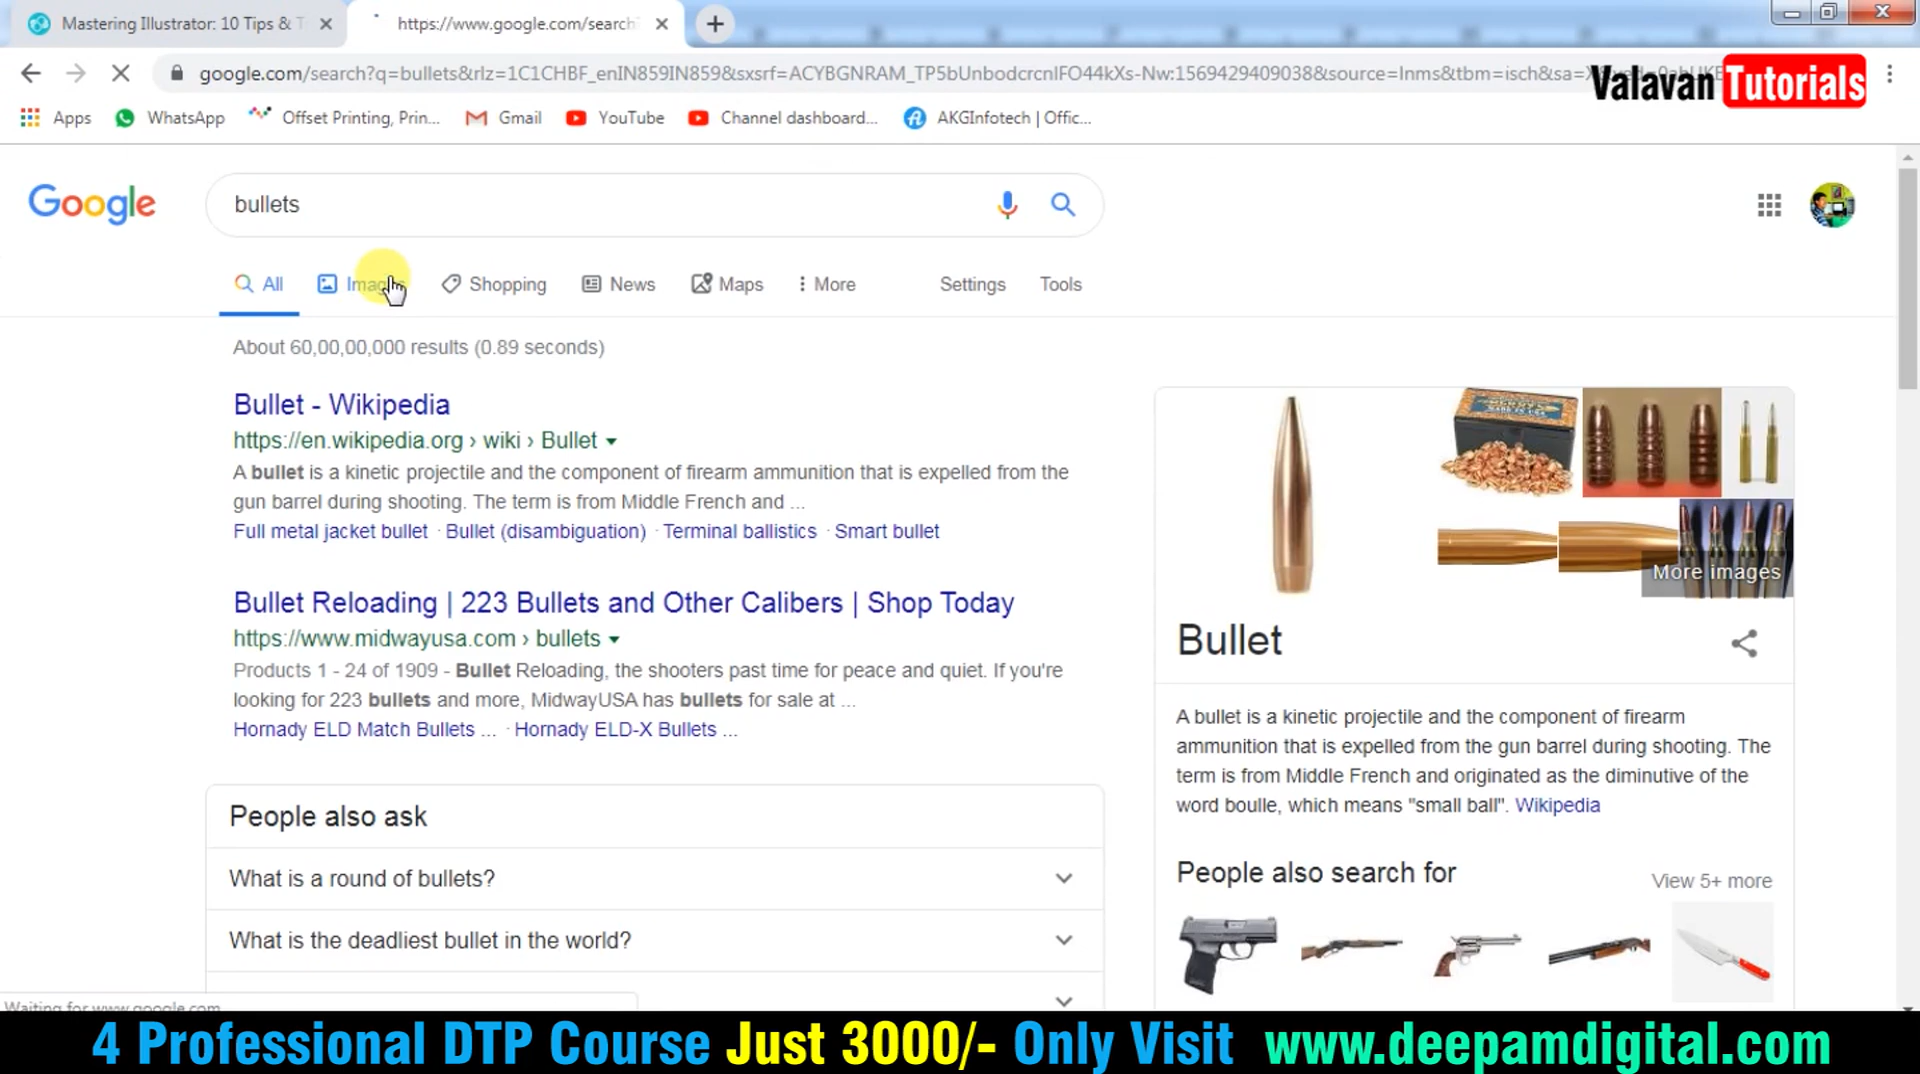 Mastering Illustrator: 10 Tips & T
https://www.google.com/search
google.com/search?q=bullets&rlz=1C1CHBF_enIN859IN859&sxsrf=ACYBGNRAM_TP5bUnbodcrcnlFO44kXs-Nw:1569429409038&source=lnms&tbm=isch&sa=X
Valavan Tutorials
Apps
WhatsApp
Offset Printing, Prin...
Gmail
YouTube
Channel dashboard...
AKGInfotech | Offic...
Google
bullets
All
Images
Shopping
News
Maps
More
Settings
Tools
About 60,00,00,000 results (0.89 seconds)
Bullet - Wikipedia
https://en.wikipedia.org › wiki › Bullet
A bullet is a kinetic projectile and the component of firearm ammunition that is expelled from the
gun barrel during shooting. The term is from Middle French and ...
Full metal jacket bullet · Bullet (disambiguation) · Terminal ballistics · Smart bullet
Bullet Reloading | 223 Bullets and Other Calibers | Shop Today
https://www.midwayusa.com › bullets
Products 1 - 24 of 1909 - Bullet Reloading, the shooters past time for peace and quiet. If you're
looking for 223 bullets and more, MidwayUSA has bullets for sale at ...
Hornady ELD Match Bullets ... · Hornady ELD-X Bullets ...
People also ask
What is a round of bullets?
What is the deadliest bullet in the world?
More images
Bullet
A bullet is a kinetic projectile and the component of firearm
ammunition that is expelled from the gun barrel during shooting. The
term is from Middle French and originated as the diminutive of the
word boulle, which means "small ball". Wikipedia
People also search for
View 5+ more
Waiting for www.google.com
4 Professional DTP Course Just 3000/- Only Visit www.deepamdigital.com